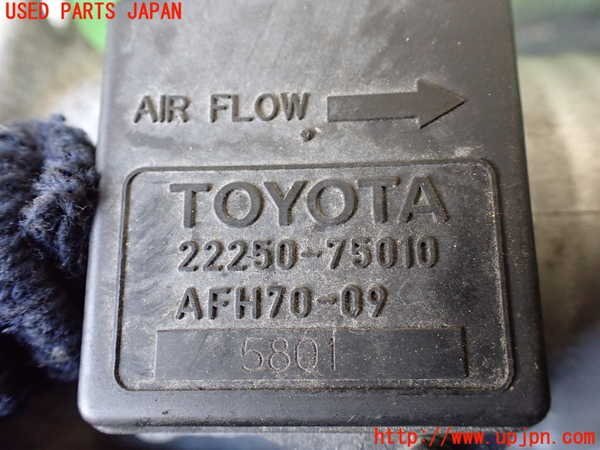 USED PARTS JAPAN
AIR FLOW
TOYOTA
22250-75010
AFH70-09
5801
http://www.upjpn.com